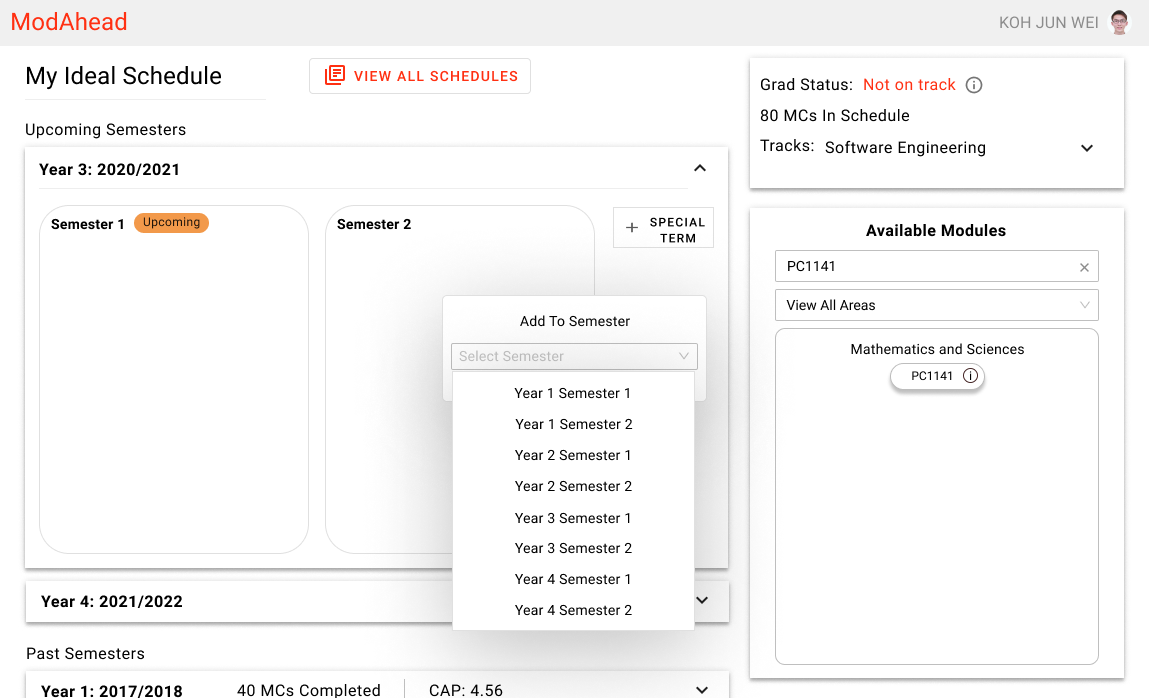 ModAhead
KOH JUN WEI
My Ideal Schedule
VIEW ALL SCHEDULES
Upcoming Semesters
Year 3: 2020/2021
Semester 1
Upcoming
Semester 2
SPECIAL
TERM
Add To Semester
Select Semester
Year 1 Semester 1
Year 1 Semester 2
Year 2 Semester 1
Year 2 Semester 2
Year 3 Semester 1
Year 3 Semester 2
Year 4 Semester 1
Year 4 Semester 2
Year 4: 2021/2022
Past Semesters
Year 1: 2017/2018
40 MCs Completed
CAP: 4.56
Grad Status: Not on track
80 MCs In Schedule
Tracks: Software Engineering
Available Modules
PC1141
View All Areas
Mathematics and Sciences
PC1141